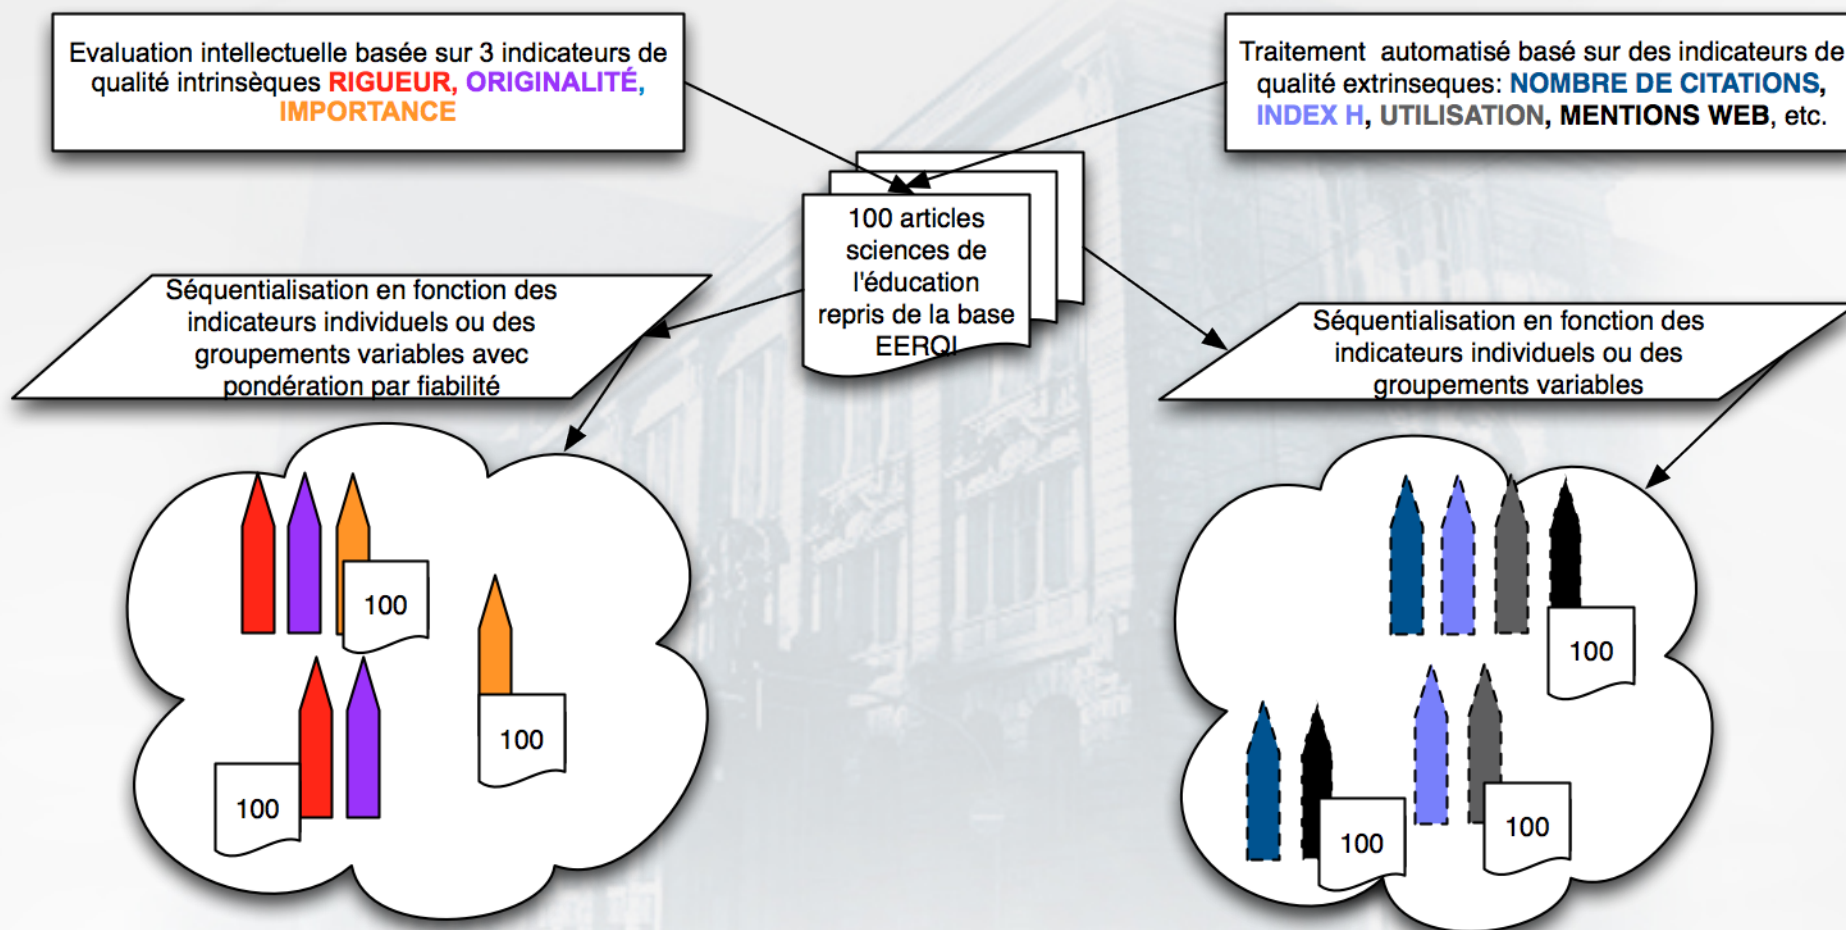 Evaluation intellectuelle basée sur 3 indicateurs de
qualité intrinsèques RIGUEUR, ORIGINALITÉ,
IMPORTANCE
Traitement automatisé basé sur des indicateurs de
qualité extrinseques: NOMBRE DE CITATIONS,
INDEX H, UTILISATION, MENTIONS WEB, etc.
100 articles
sciences de
l'éducation
repris de la base
EERQI
Séquentialisation en fonction des
indicateurs individuels ou des
groupements variables avec
pondération par fiabilité
Séquentialisation en fonction des
indicateurs individuels ou des
groupements variables
100
100
100
100
100
100